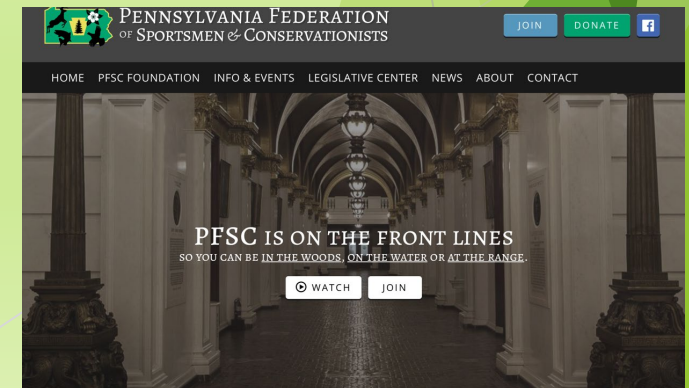 PENNSYLVANIA FEDERATION
OF SPORTSMEN & CONSERVATIONISTS
JOIN
DONATE
f
HOME PFSC FOUNDATION INFO & EVENTS LEGISLATIVE CENTER NEWS ABOUT CONTACT
PFSC IS ON THE FRONT LINES
SO YOU CAN BE IN THE WOODS, ON THE WATER OR AT THE RANGE.
WATCH
JOIN